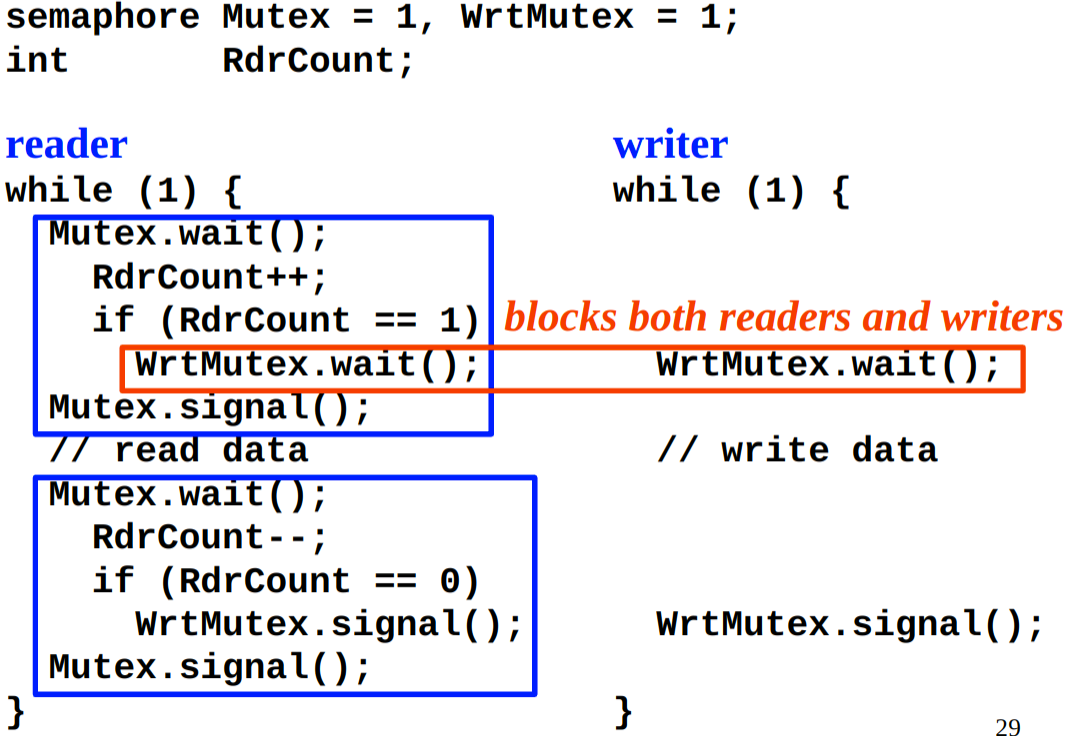 semaphore Mutex = 1, WrtMutex = 1;
int RdrCount;
reader writer
while (1) { while (1) {
Mutex.wait();
RdrCount++;
if (RdrCount == 1) blocks both readers and writers
WrtMutex.wait(); WrtMutex.wait();
Mutex.signal();
// read data // write data
Mutex.wait();
RdrCount--;
if (RdrCount == 0)
WrtMutex.signal(); WrtMutex.signal();
Mutex.signal();
} }
29